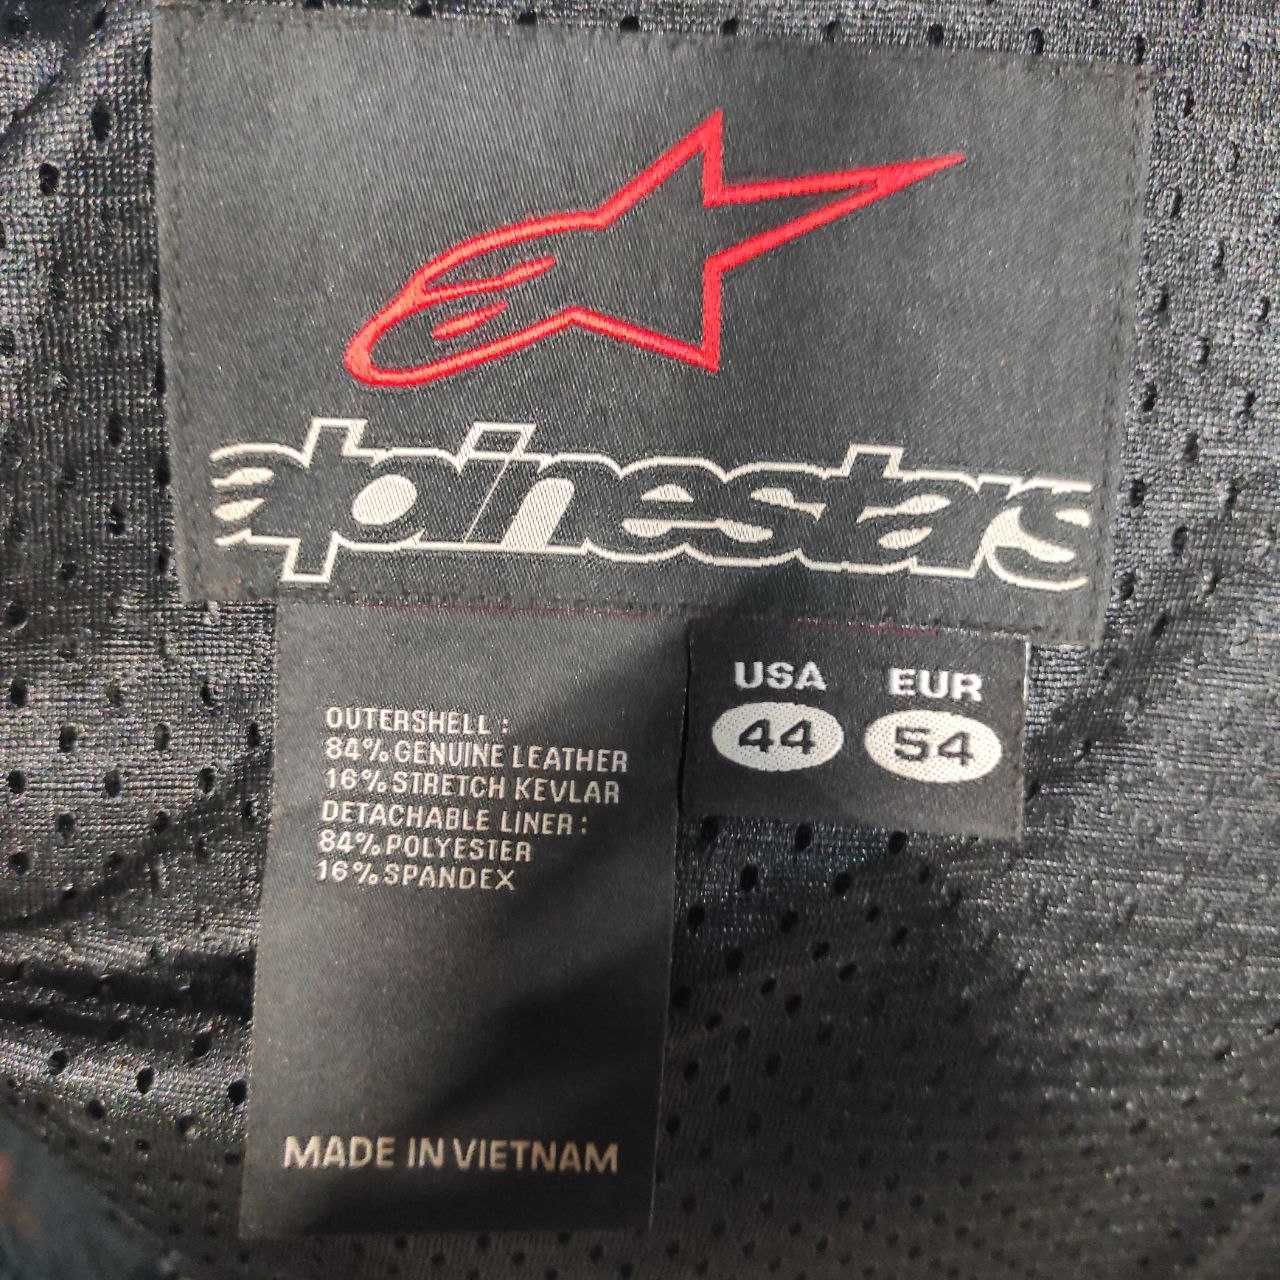 alpinestars
USA EUR
44 54
OUTERSHELL :
84% GENUINE LEATHER
16% STRETCH KEVLAR
DETACHABLE LINER :
84% POLYESTER
16% SPANDEX
MADE IN VIETNAM